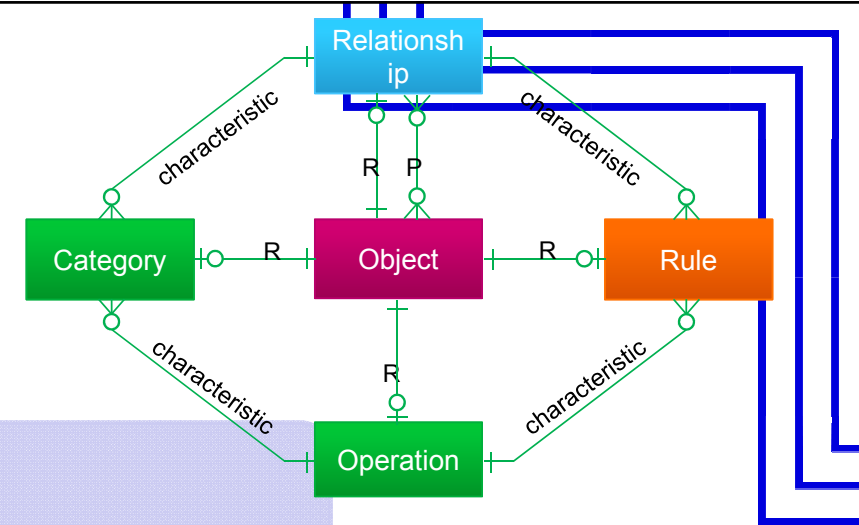 Relationsh
ip
characteristic
characteristic
R
P
Category
R
Object
R
Rule
characteristic
R
characteristic
Operation